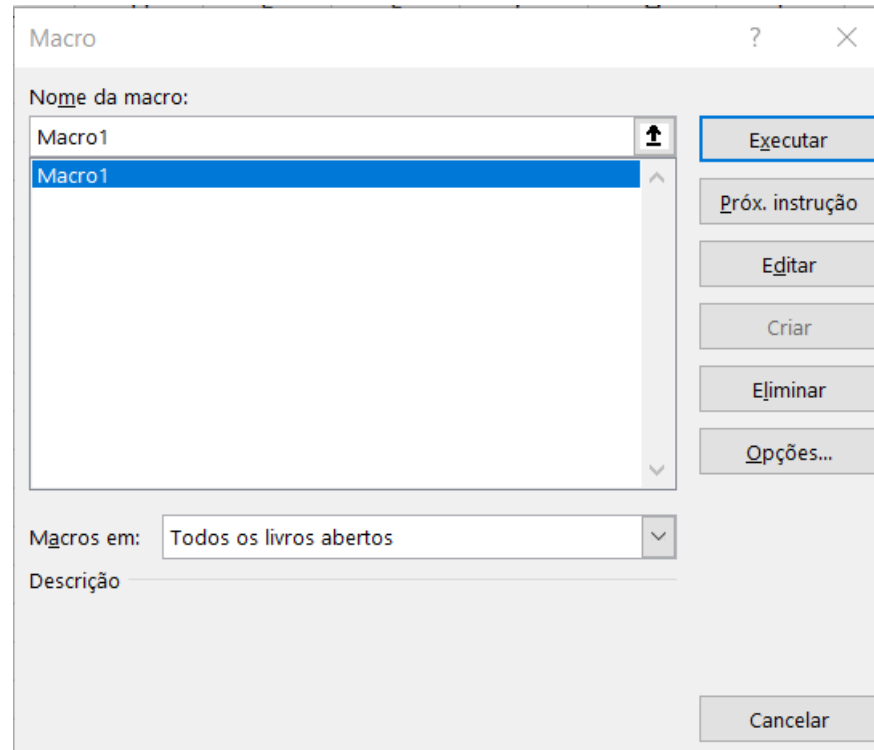 Macro ?
Nome da macro:
Macro1
Executar
Macro1
Próx. instrução
Editar
Criar
Eliminar
Opções...
Macros em: Todos os livros abertos
Descrição
Cancelar